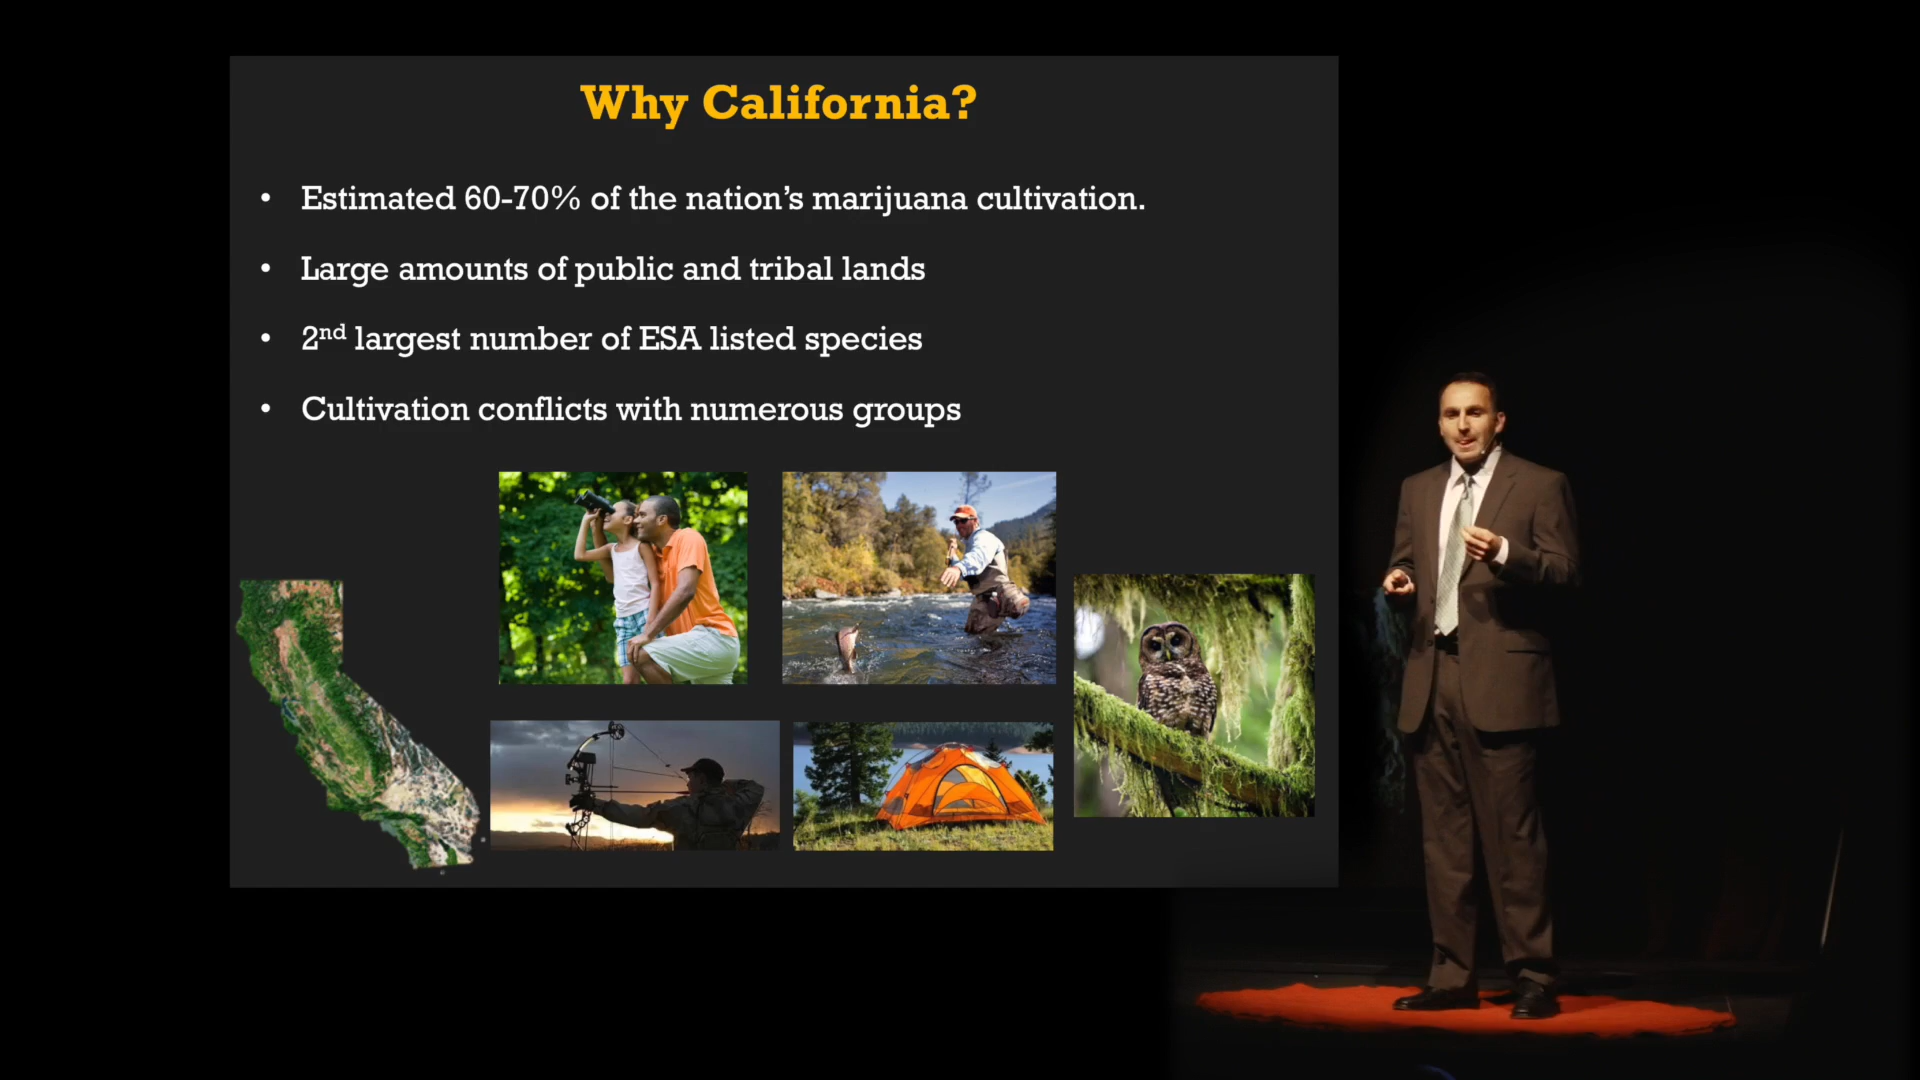 Why California?
• Estimated 60-70% of the nation's marijuana cultivation.
• Large amounts of public and tribal lands
• 2nd largest number of ESA listed species
• Cultivation conflicts with numerous groups